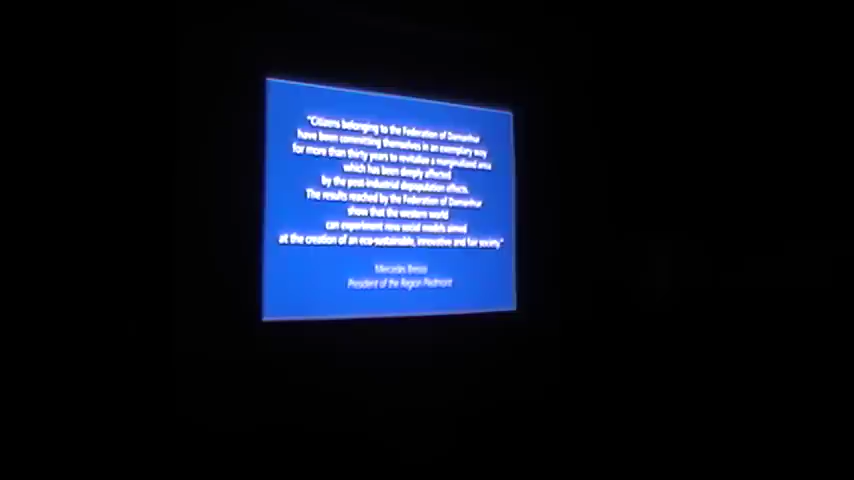 "Citizens belonging to the Federation of Damanhur
have been committing themselves in an exemplary way
for more than thirty years to revitalise a marginalized area
which has been deeply affected
by the post-industrial depopulation effects.
The results reached by the Federation of Damanhur
show that the western world
can experiment new social models aimed
at the creation of an eco-sustainable, innovative and fair society."
Mercedes Bresso
President of the Region Piedmont